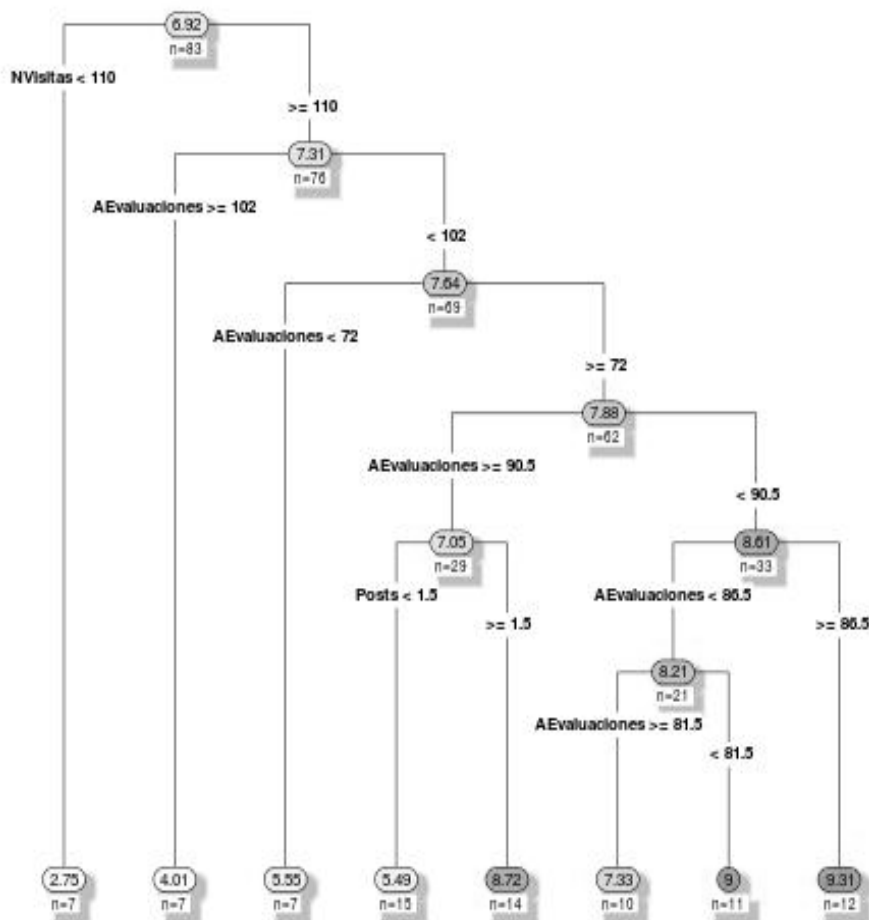 6.92
n=83
NVisitas < 110
>= 110
7.31
n=76
AEvaluaciones >= 102
< 102
7.64
n=69
AEvaluaciones < 72
>= 72
7.88
n=62
AEvaluaciones >= 90.5
< 90.5
7.05
n=29
8.61
n=33
Posts < 1.5
>= 1.5
AEvaluaciones < 86.5
>= 86.5
8.21
n=21
AEvaluaciones >= 81.5
< 81.5
2.75 4.01 5.55 5.49 8.72 7.33 9 9.31
n=7 n=7 n=7 n=15 n=14 n=10 n=11 n=12